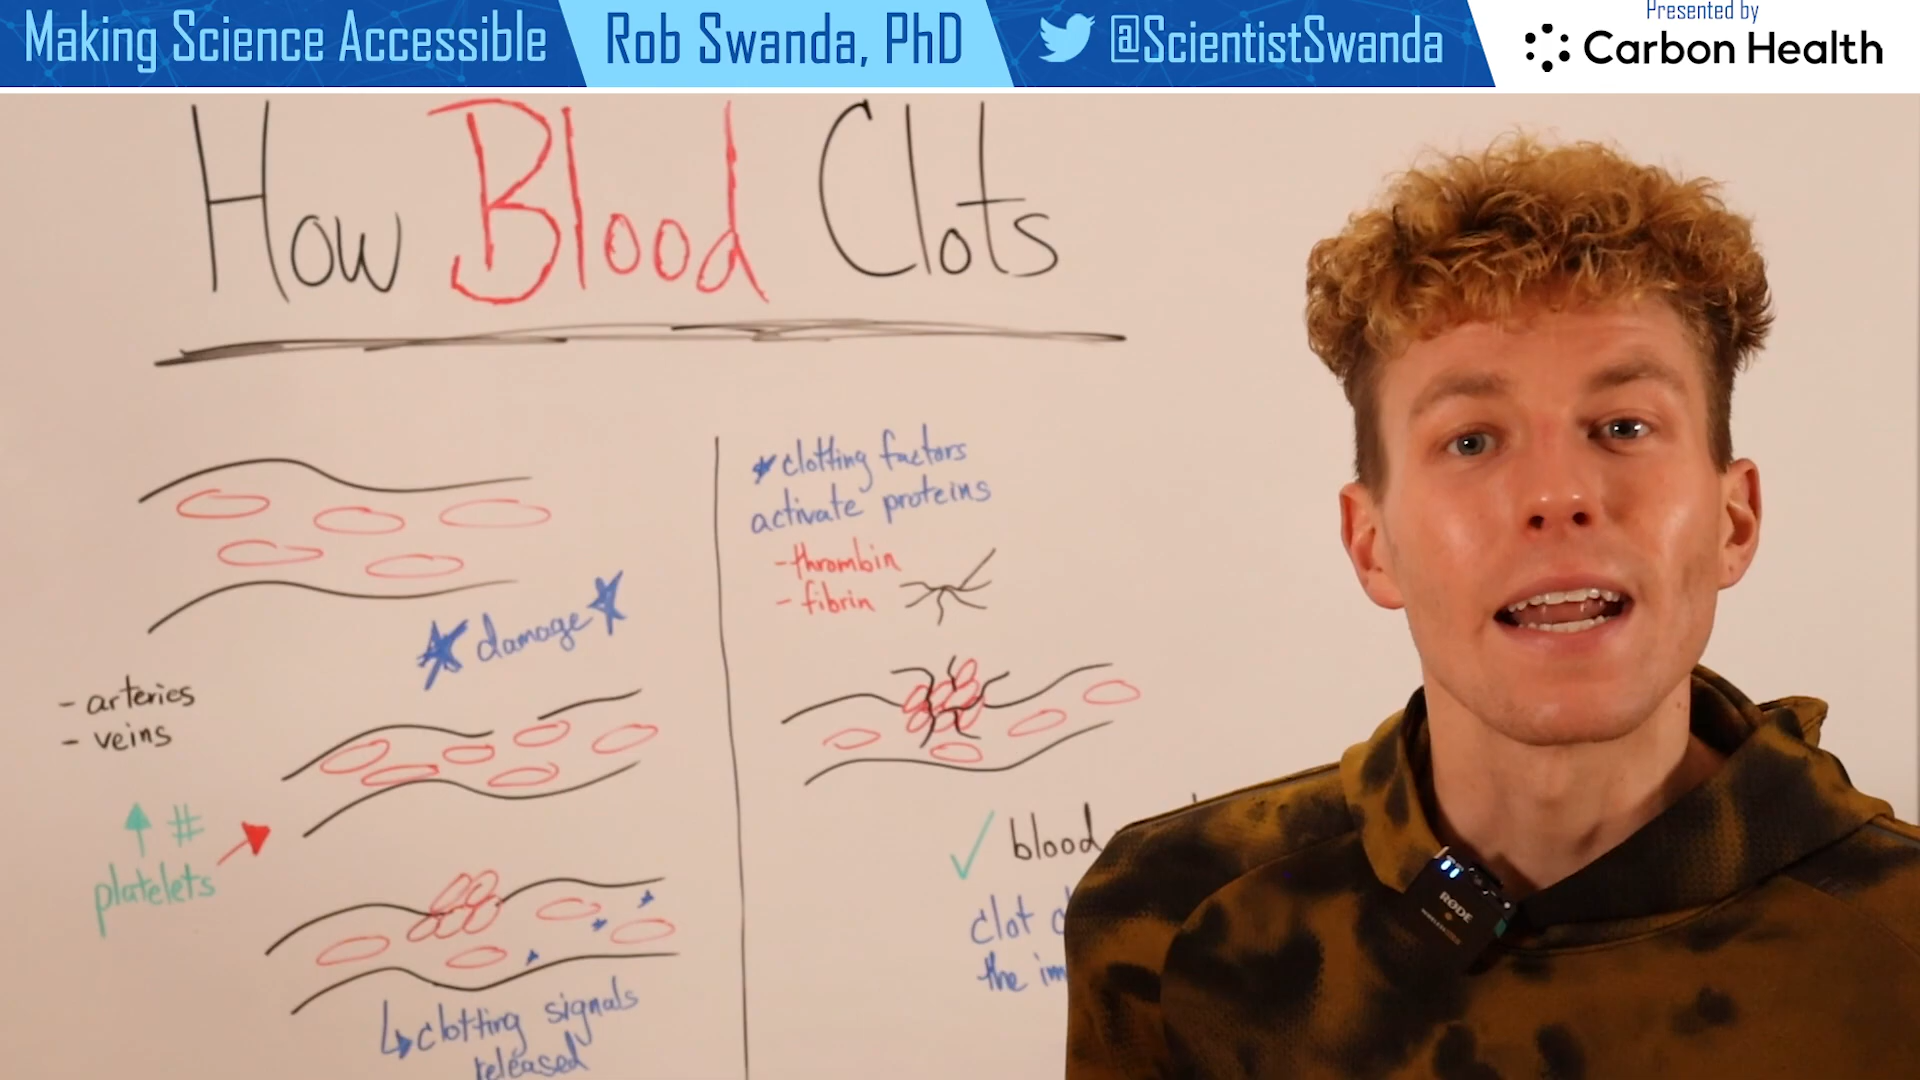 Making Science Accessible
Rob Swanda, PhD
@ScientistSwanda
Presented by
Carbon Health
How Blood Clots
- arteries
- veins
* damage *
↑ #
platelets
↳ clotting signals
released
* clotting factors
activate proteins
- thrombin
- fibrin
✓ blood
clot
the
RØDE